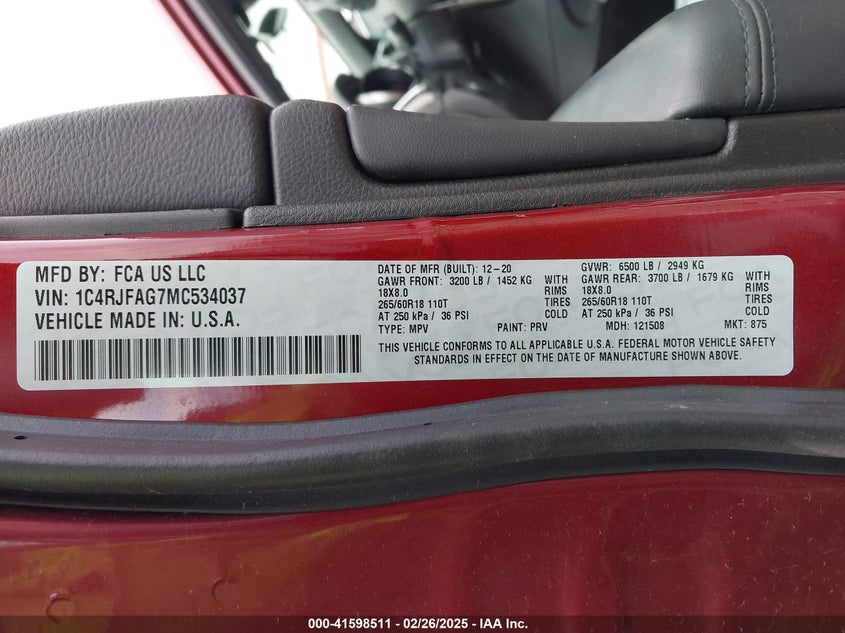 MFD BY: FCA US LLC
VIN: 1C4RJFAG7MC534037
VEHICLE MADE IN: U.S.A.
DATE OF MFR (BUILT): 12-20 GVWR: 6500 LB / 2949 KG
GAWR FRONT: 3200 LB / 1452 KG WITH GAWR REAR: 3700 LB / 1679 KG WITH
18X8.0 RIMS 18X8.0 RIMS
265/60R18 110T TIRES 265/60R18 110T TIRES
AT 250 kPa / 36 PSI COLD AT 250 kPa / 36 PSI COLD
TYPE: MPV PAINT: PRV MDH: 121508 MKT: 875
THIS VEHICLE CONFORMS TO ALL APPLICABLE U.S.A. FEDERAL MOTOR VEHICLE SAFETY
STANDARDS IN EFFECT ON THE DATE OF MANUFACTURE SHOWN ABOVE.
000-41598511 - 02/26/2025 - IAA Inc.